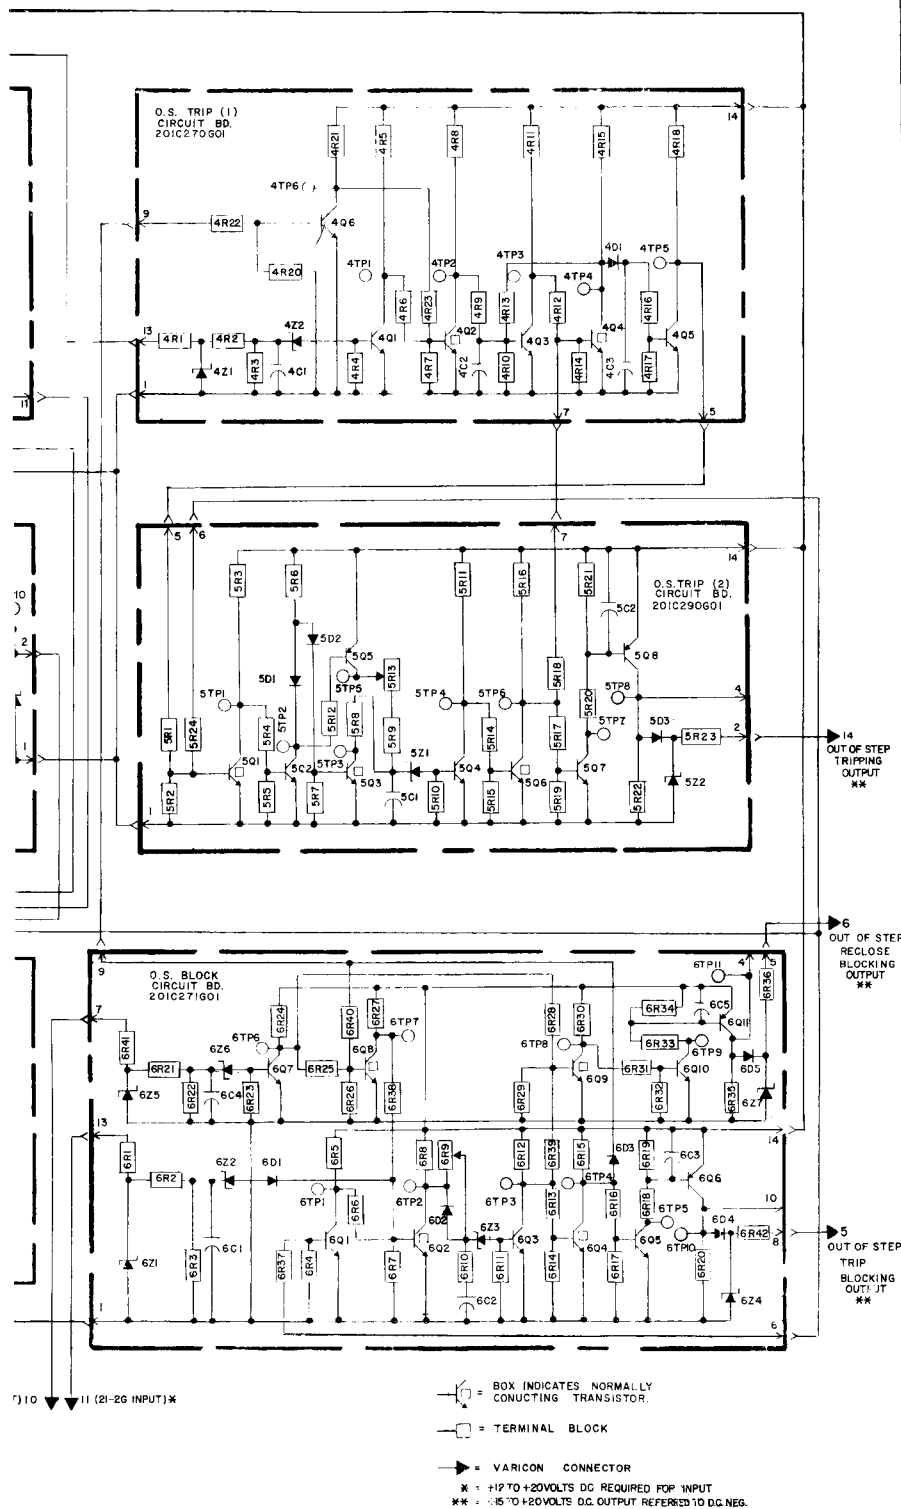 O.S. TRIP (1)
CIRCUIT BD.
201C270G01
14
4R21
4R5
4R8
4R11
4R15
4R18
4TP6
9
4R22
4Q6
4R20
4TP1
4TP2
4TP3
4D1
4TP5
4TP4
4R6
4R23
4R9
4R13
4R12
4R16
13
4R1
4R2
4Z2
4Q1
4Q2
4Q3
4Q4
4Q5
4Z1
4R3
4C1
4R4
4R7
4C2
4R10
4R14
4C3
4R17
1
11
7
5
5
6
7
14
O.S. TRIP (2)
CIRCUIT BD.
201C290G01
5R3
5R6
5R11
5R16
5R21
5C2
10
2
5D2
5Q5
5Q8
5D1
5TP5
5R13
5R18
5TP1
5TP2
5R12
5R8
5TP4
5TP6
5R20
5TP8
4
5R1
5R24
5R4
5TP3
5R9
5Z1
5R14
5R17
5TP7
5D3
5R23
2
14
OUT OF STEP
TRIPPING
OUTPUT
**
5Q1
5Q2
5Q3
5Q4
5Q6
5Q7
5Z2
5R2
5R5
5R7
5C1
5R10
5R15
5R19
5R22
1
6
OUT OF STEP
RECLOSE
BLOCKING
OUTPUT
**
9
O.S. BLOCK
CIRCUIT BD.
201C271G01
4
5
6TP11
6R36
7
6R24
6R40
6R27
6R28
6R30
6R34
6C5
6Q11
6R41
6TP6
6Q8
6TP7
6TP8
6R33
6TP9
6R21
6Z6
6Q7
6R25
6Q9
6R31
6Q10
6D5
6Z5
6R22
6C4
6R23
6R26
6R38
6R29
6R32
6R35
6Z7
13
14
6R1
6R5
6R8
6R9
6R12
6R39
6R15
6D3
6R19
6C3
6Q6
6R2
6Z2
6D1
6TP1
6R6
6TP2
6D2
6TP3
6R13
6TP4
6R16
6R18
6TP5
10
6D4
6R42
8
5
OUT OF STEP
TRIP
BLOCKING
OUTPUT
**
6Z1
6R3
6C1
6R37
6R4
6Q1
6R7
6Q2
6R10
6Z3
6R11
6Q3
6R14
6Q4
6R17
6Q5
6TP10
6R20
6C2
6Z4
1
6
10
11 (21-2G INPUT)*
= BOX INDICATES NORMALLY
CONUCTING TRANSISTOR.
= TERMINAL BLOCK
= VARICON CONNECTOR
* = +12 TO +20VOLTS DC REQUIRED FOR INPUT
** = +15 TO +20VOLTS D.C. OUTPUT REFERRED TO D.C. NEG.